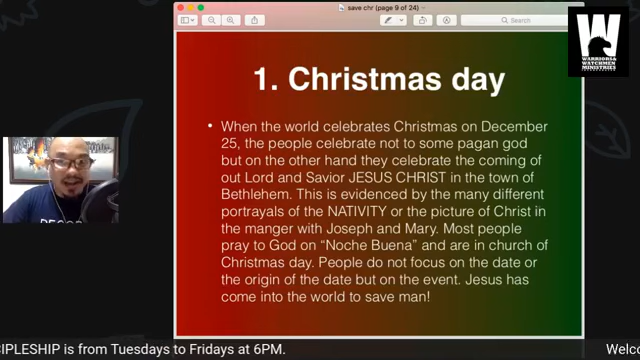 save chr (page 9 of 24)
Search
WARRIORS &
WATCHMEN
MINISTRIES
1. Christmas day
• When the world celebrates Christmas on December
25, the people celebrate not to some pagan god
but on the other hand they celebrate the coming of
out Lord and Savior JESUS CHRIST in the town of
Bethlehem. This is evidenced by the many different
portrayals of the NATIVITY or the picture of Christ in
the manger with Joseph and Mary. Most people
pray to God on “Noche Buena” and are in church of
Christmas day. People do not focus on the date or
the origin of the date but on the event. Jesus has
come into the world to save man!
CIPLESHIP is from Tuesdays to Fridays at 6PM.
Welco